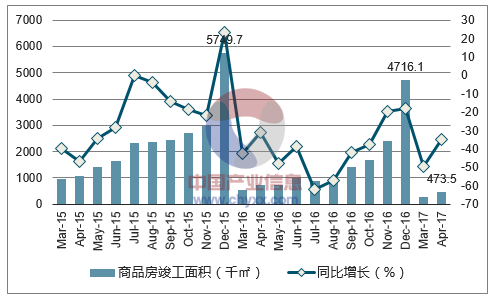 7000
6000
5000
4000
3000
2000
1000
0
30
20
10
0
-10
-20
-30
-40
-50
-60
-70
5749.7
4716.1
473.5
中国产业信息
www.chyxx.com
Mar-15
Apr-15
May-15
Jun-15
Jul-15
Aug-15
Sep-15
Oct-15
Nov-15
Dec-15
Mar-16
Apr-16
May-16
Jun-16
Jul-16
Aug-16
Sep-16
Oct-16
Nov-16
Dec-16
Mar-17
Apr-17
商品房竣工面积（千㎡）
同比增长（%）